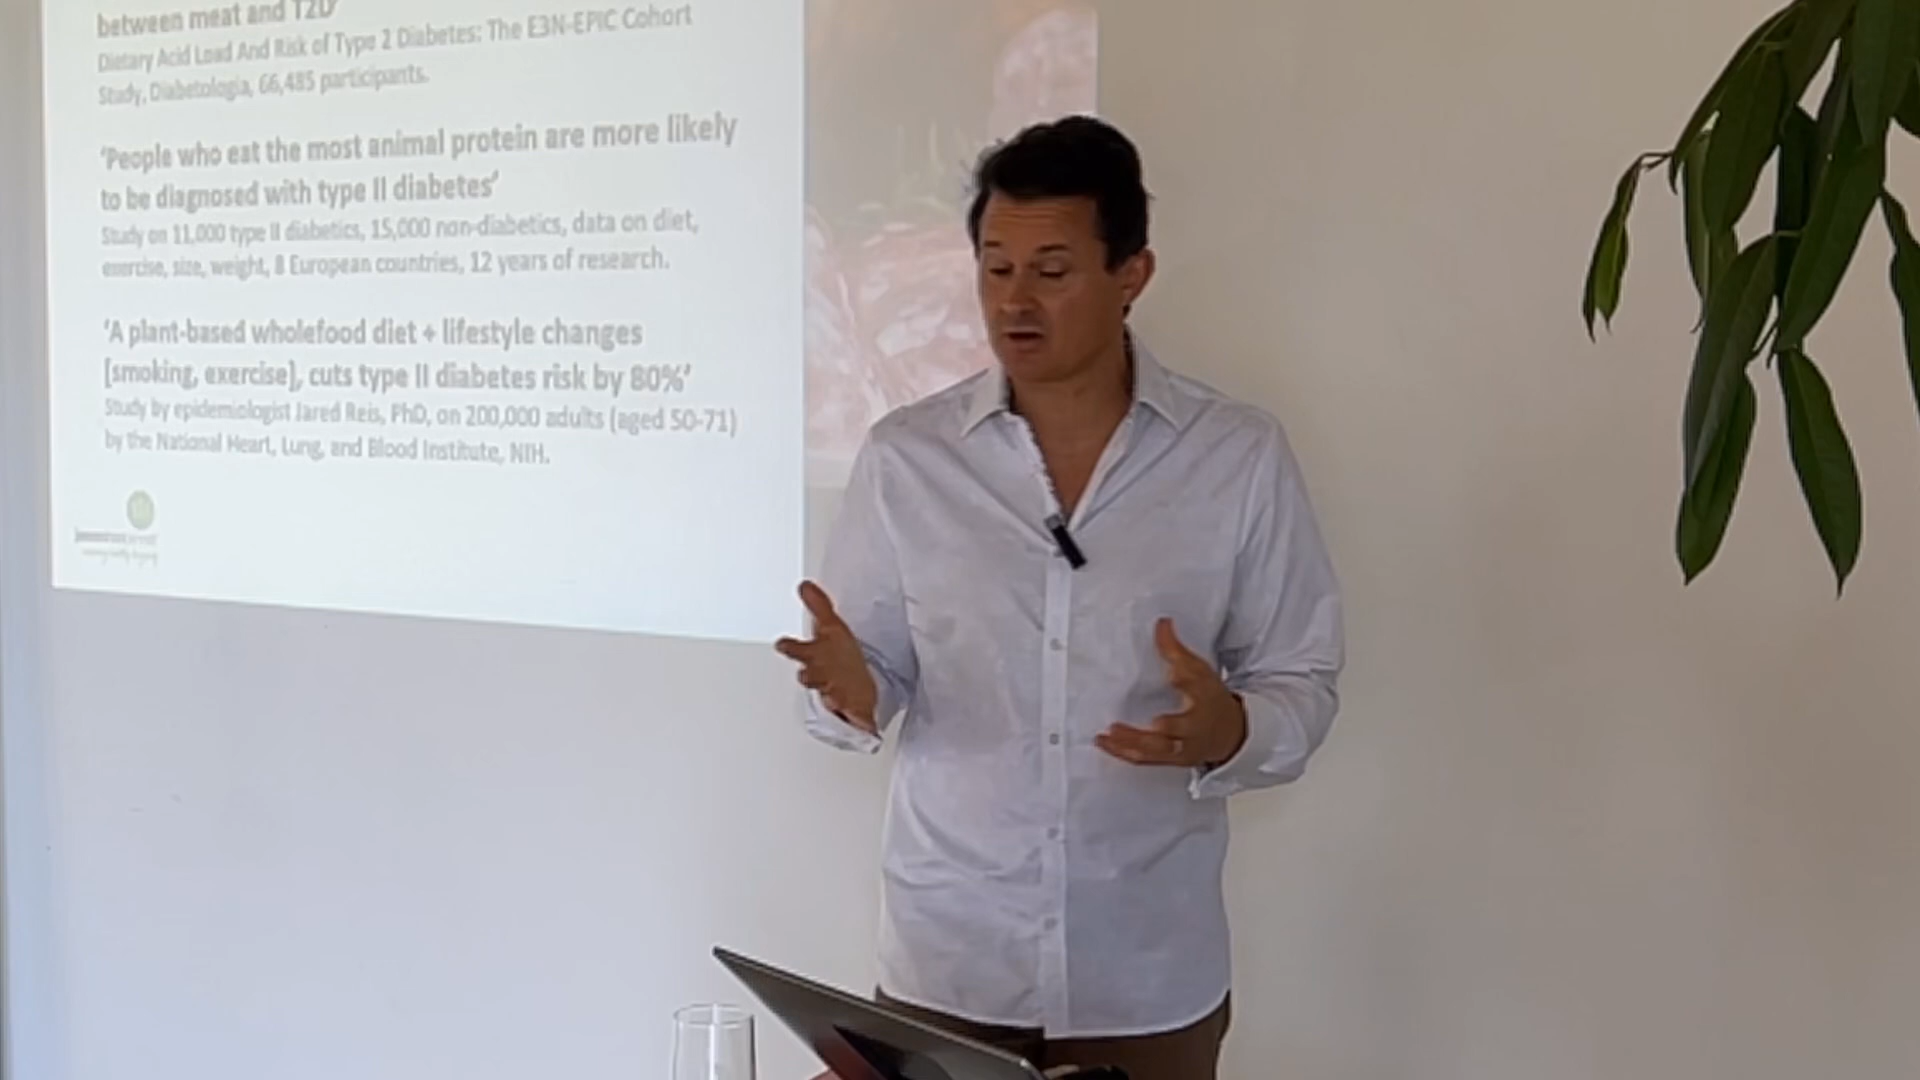 between meat and T2D'
Dietary Acid Load And Risk of Type 2 Diabetes: The E3N-EPIC Cohort
Study, Diabetologia, 66,485 participants.
'People who eat the most animal protein are more likely
to be diagnosed with type II diabetes'
Study on 11,000 type II diabetics, 15,000 non-diabetics, data on diet,
exercise, size, weight, 8 European countries, 12 years of research.
'A plant-based wholefood diet + lifestyle changes
[smoking, exercise], cuts type II diabetes risk by 80%'
Study by epidemiologist Jared Reis, PhD, on 200,000 adults (aged 50-71)
by the National Heart, Lung, and Blood Institute, NIH.